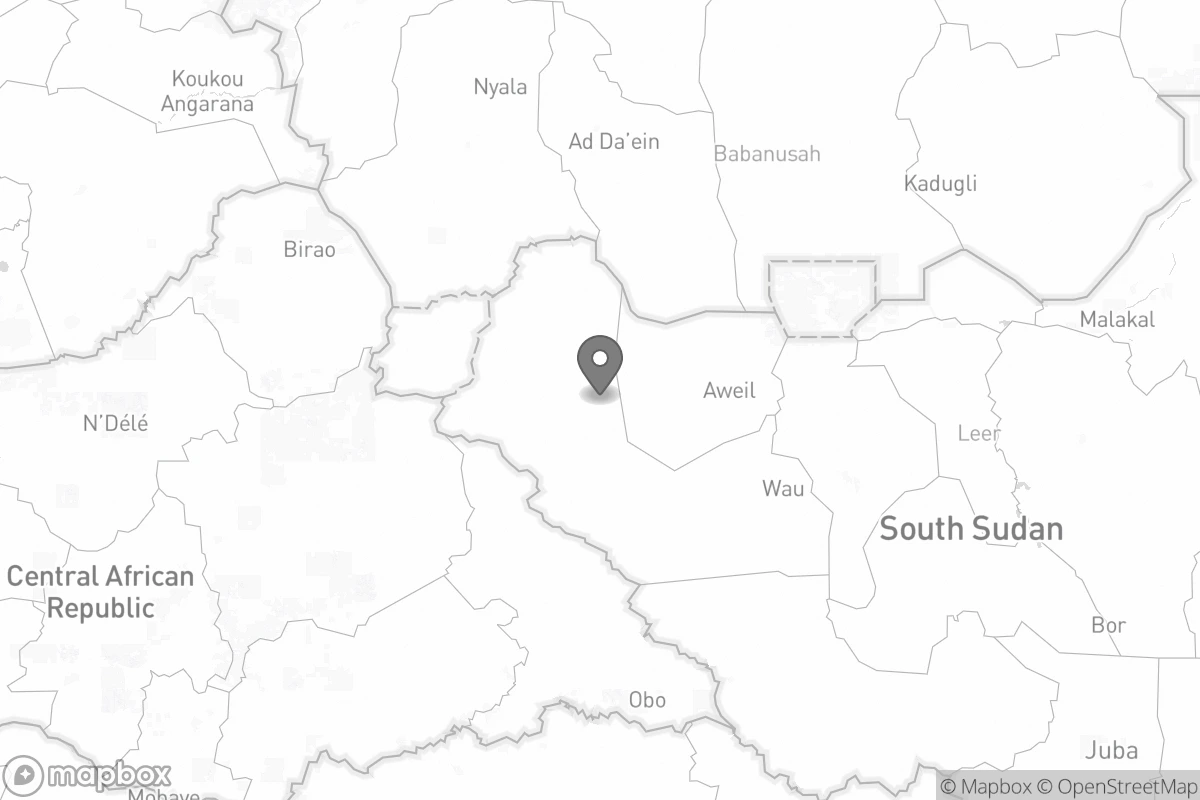 Koukou
Angarana
Nyala
Ad Da’ein
Babanusah
Kadugli
Birao
Malakal
Aweil
N’Délé
Leer
Wau
South Sudan
Central African
Republic
Bor
Obo
Juba
mapbox
Mobaye
© Mapbox © OpenStreetMap